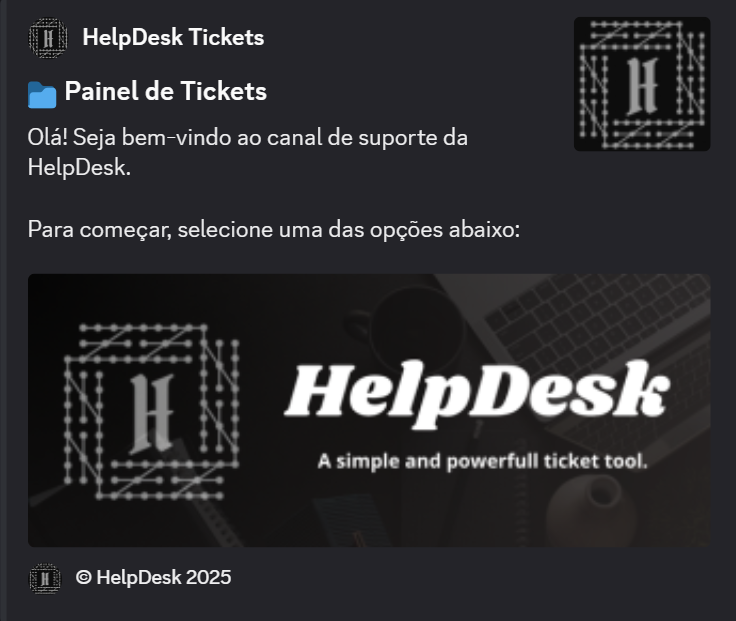 HelpDesk Tickets
H
Painel de Tickets
Olá! Seja bem-vindo ao canal de suporte da
HelpDesk.
Para começar, selecione uma das opções abaixo:
H
HelpDesk
A simple and powerfull ticket tool.
© HelpDesk 2025